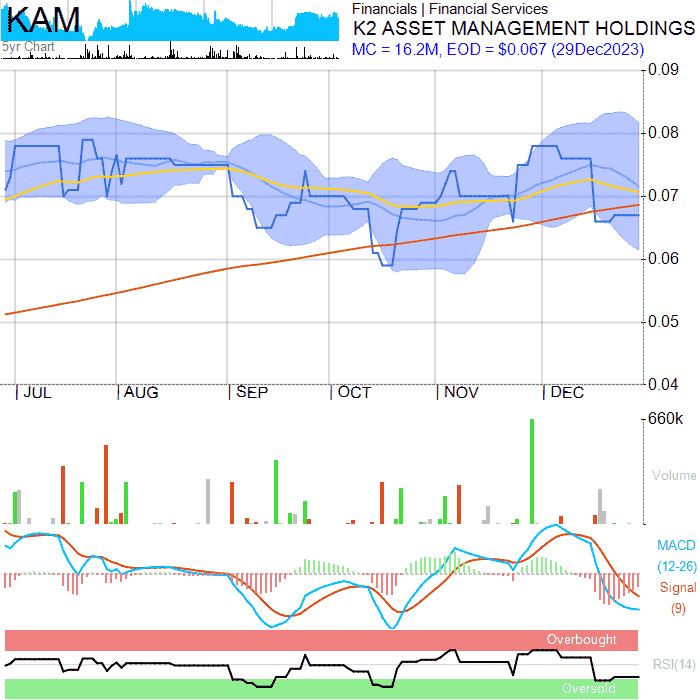 KAM
5yr Chart
Financials | Financial Services
K2 ASSET MANAGEMENT HOLDINGS
MC = 16.2M, EOD = $0.067 (29Dec2023)
0.09
0.08
0.07
0.06
0.05
0.04
JUL AUG SEP OCT NOV DEC
660k
Volume
MACD
(12-26)
Signal
(9)
Overbought
RSI(14)
Oversold